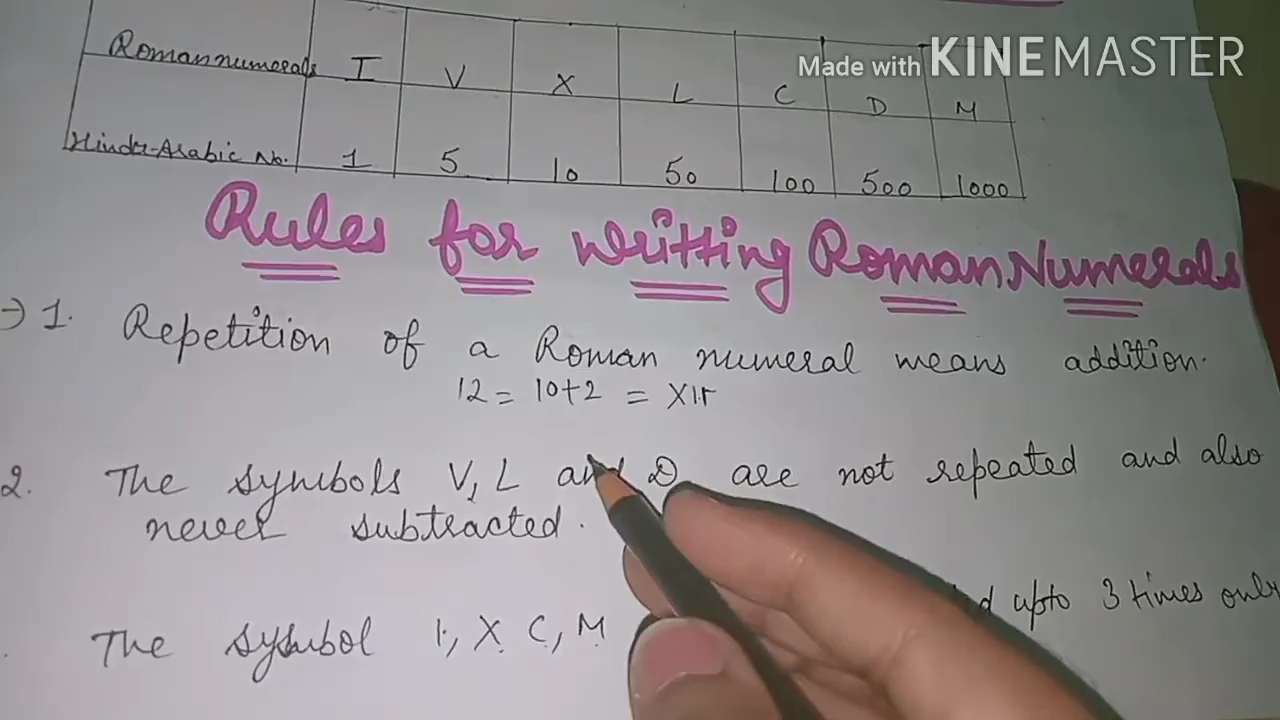 Made with KINEMASTER
Roman numerals I V X L C D M
Hindu-Arabic No. 1 5 10 50 100 500 1000
Rules for Writting Roman Numerals
→ 1. Repetition of a Roman numeral means addition.
12 = 10+2 = XII
2. The symbols V, L and D are not repeated and also
never subtracted.
The symbol I, X C, M upto 3 times only